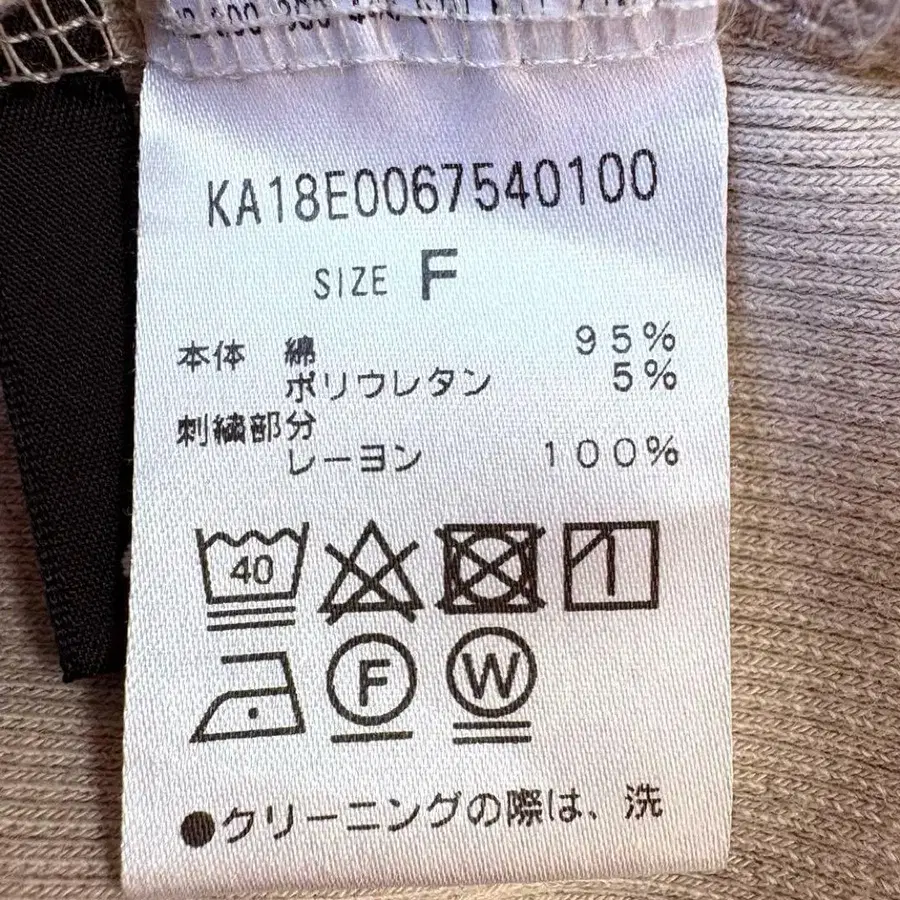 KA18E0067540100
SIZE F
本体 綿 95%
ポリウレタン 5%
刺繍部分
レーヨン 100%
40
F W
●クリーニングの際は、洗